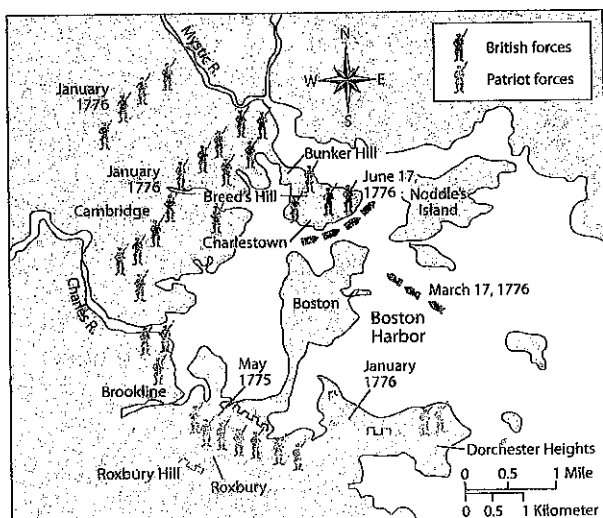 Mystic R.
N
W E
S
British forces
Patriot forces
January
1776
Bunker Hill
January
1776
June 17,
1776
Breed's Hill
Noddle's
Island
Cambridge
Charlestown
Charles R.
Boston
March 17, 1776
Boston
Harbor
May
1775
January
1776
Brookline
Dorchester Heights
Roxbury Hill
Roxbury
0 0.5 1 Mile
0 0.5 1 Kilometer